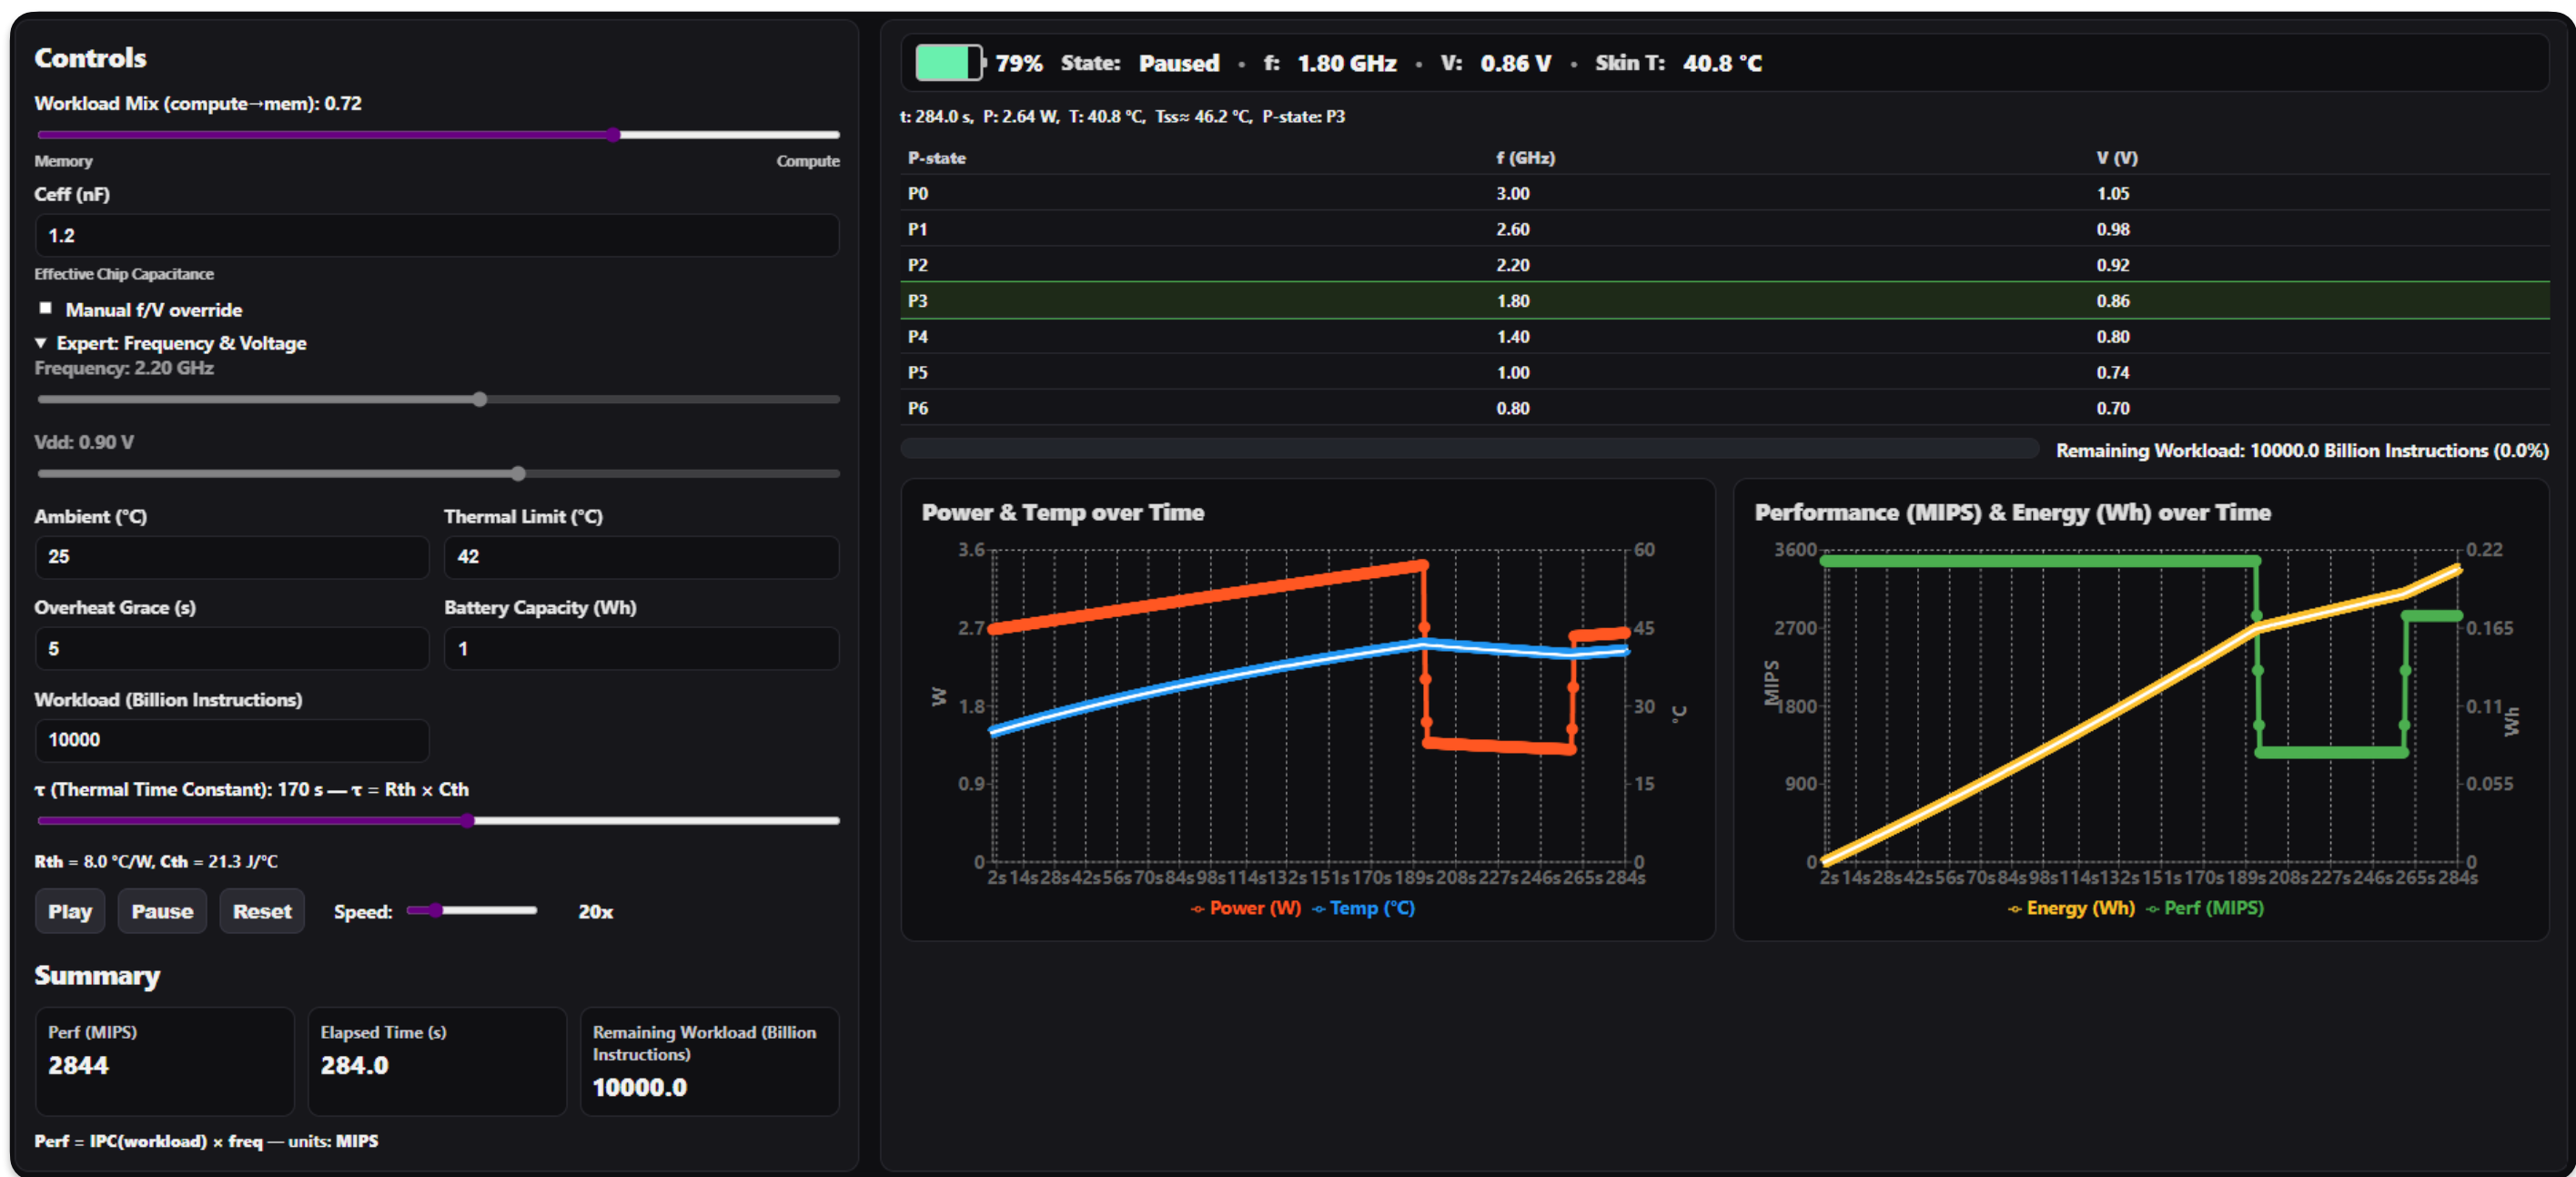 Controls
Workload Mix (compute→mem): 0.72
Memory Compute
Ceff (nF)
1.2
Effective Chip Capacitance
Manual f/V override
▼ Expert: Frequency & Voltage
Frequency: 2.20 GHz
Vdd: 0.90 V
Ambient (°C) Thermal Limit (°C)
25 42
Overheat Grace (s) Battery Capacity (Wh)
5 1
Workload (Billion Instructions)
10000
τ (Thermal Time Constant): 170 s — τ = Rth × Cth
Rth = 8.0 °C/W, Cth = 21.3 J/°C
Play Pause Reset Speed: 20x
Summary
Perf (MIPS)
2844
Elapsed Time (s)
284.0
Remaining Workload (Billion
Instructions)
10000.0
Perf = IPC(workload) × freq — units: MIPS
79% State: Paused • f: 1.80 GHz • V: 0.86 V • Skin T: 40.8 °C
t: 284.0 s, P: 2.64 W, T: 40.8 °C, Tss≈ 46.2 °C, P-state: P3
P-state f (GHz) V (V)
P0 3.00 1.05
P1 2.60 0.98
P2 2.20 0.92
P3 1.80 0.86
P4 1.40 0.80
P5 1.00 0.74
P6 0.80 0.70
Remaining Workload: 10000.0 Billion Instructions (0.0%)
Power & Temp over Time
3.6 60
2.7 45
W 1.8 30 °C
0.9 15
0 0
2s 14s 28s 42s 56s 70s 84s 98s 114s 132s 151s 170s 189s 208s 227s 246s 265s 284s
Power (W) Temp (°C)
Performance (MIPS) & Energy (Wh) over Time
3600 0.22
2700 0.165
MIPS 1800 0.11 Wh
900 0.055
0 0
2s 14s 28s 42s 56s 70s 84s 98s 114s 132s 151s 170s 189s 208s 227s 246s 265s 284s
Energy (Wh) Perf (MIPS)